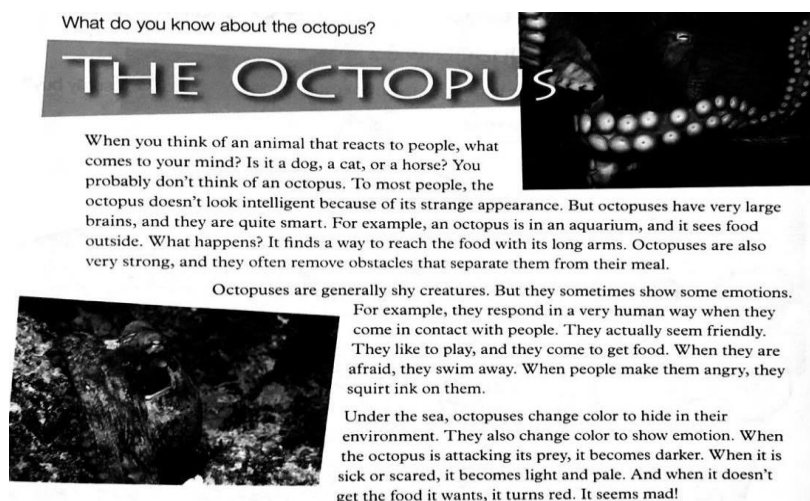 What do you know about the octopus?
THE OCTOPUS
When you think of an animal that reacts to people, what
comes to your mind? Is it a dog, a cat, or a horse? You
probably don't think of an octopus. To most people, the
octopus doesn't look intelligent because of its strange appearance. But octopuses have very large
brains, and they are quite smart. For example, an octopus is in an aquarium, and it sees food
outside. What happens? It finds a way to reach the food with its long arms. Octopuses are also
very strong, and they often remove obstacles that separate them from their meal.
Octopuses are generally shy creatures. But they sometimes show some emotions.
For example, they respond in a very human way when they
come in contact with people. They actually seem friendly.
They like to play, and they come to get food. When they are
afraid, they swim away. When people make them angry, they
squirt ink on them.
Under the sea, octopuses change color to hide in their
environment. They also change color to show emotion. When
the octopus is attacking its prey, it becomes darker. When it is
sick or scared, it becomes light and pale. And when it doesn't
get the food it wants, it turns red. It seems mad!